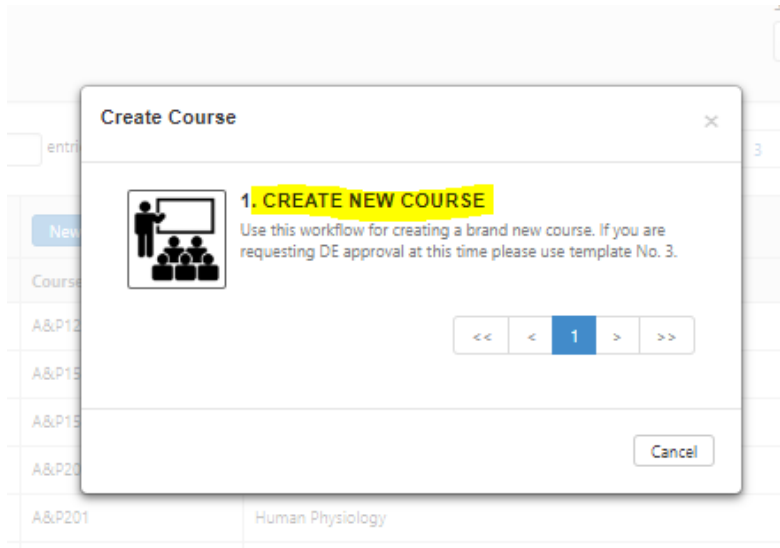 Create Course
×
entri
3
1. CREATE NEW COURSE
Use this workflow for creating a brand new course. If you are
requesting DE approval at this time please use template No. 3.
New
Course
A&P12
<< < 1 > >>
A&P15
A&P15
Cancel
A&P20
A&P201 Human Physiology